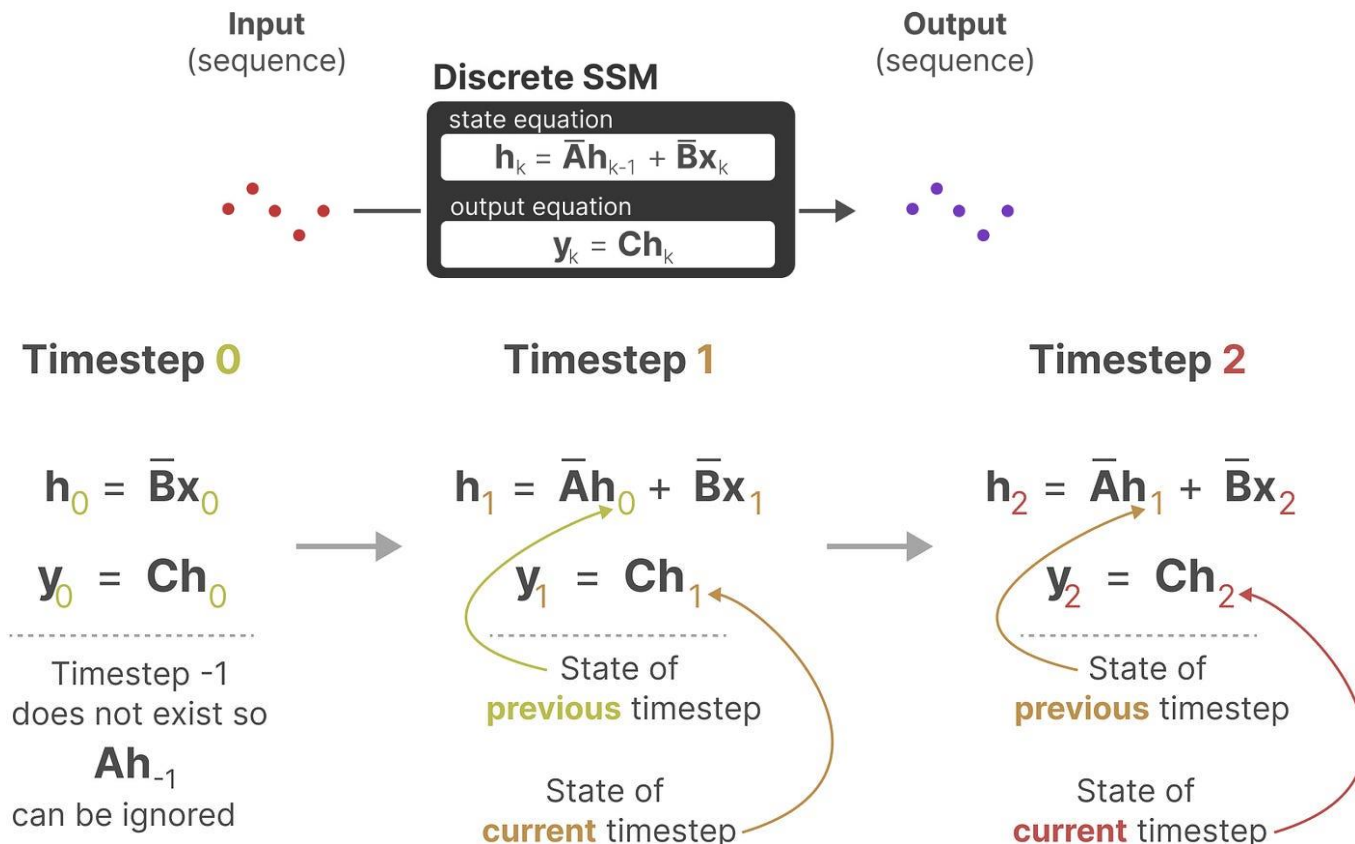 Input
(sequence)
Output
(sequence)
Discrete SSM
state equation
h̅ₖ = A̅hₖ₋₁ + B̅xₖ
output equation
yₖ = Chₖ
Timestep 0
h₀ = B̅x₀
y₀ = Ch₀
Timestep -1
does not exist so
Ah₋₁
can be ignored
Timestep 1
h₁ = A̅h₀ + B̅x₁
y₁ = Ch₁
State of
previous timestep
State of
current timestep
Timestep 2
h₂ = A̅h₁ + B̅x₂
y₂ = Ch₂
State of
previous timestep
State of
current timestep